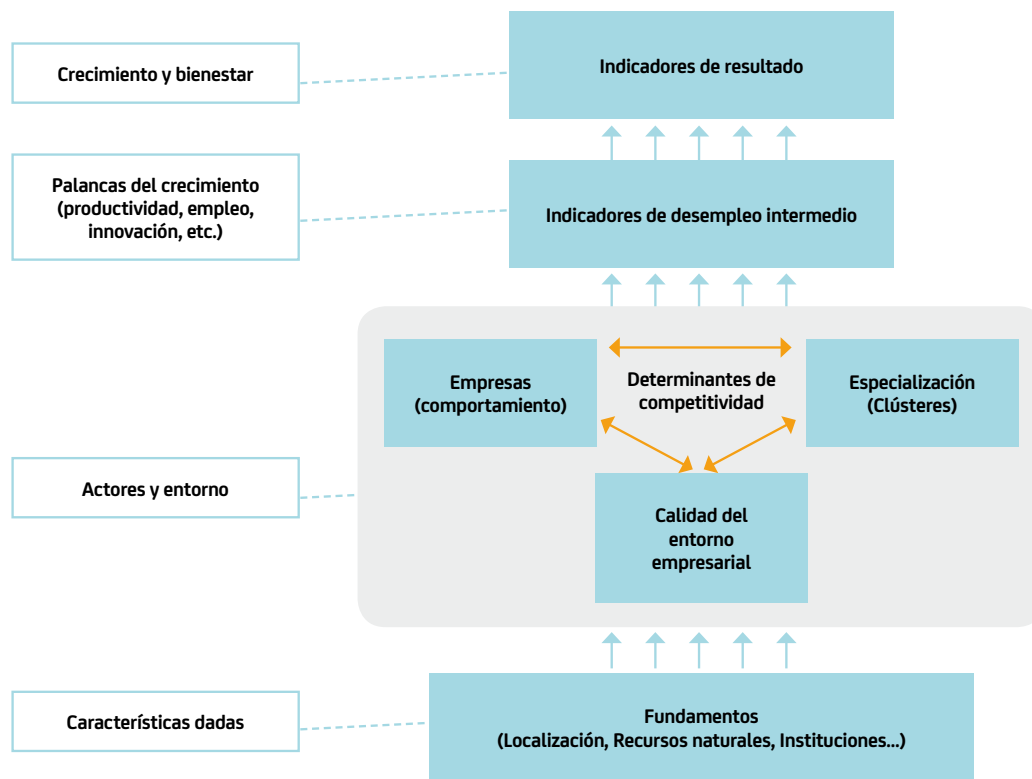 Crecimiento y bienestar
Indicadores de resultado
Palancas del crecimiento
(productividad, empleo,
innovación, etc.)
Indicadores de desempleo intermedio
Empresas
(comportamiento)
Determinantes de
competitividad
Especialización
(Clústeres)
Actores y entorno
Calidad del
entorno
empresarial
Características dadas
Fundamentos
(Localización, Recursos naturales, Instituciones...)